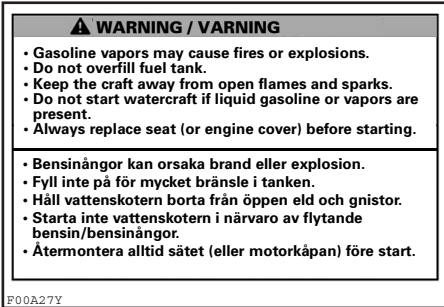 WARNING / VARNING
• Gasoline vapors may cause fires or explosions.
• Do not overfill fuel tank.
• Keep the craft away from open flames and sparks.
• Do not start watercraft if liquid gasoline or vapors are
present.
• Always replace seat (or engine cover) before starting.
• Bensinångor kan orsaka brand eller explosion.
• Fyll inte på för mycket bränsle i tanken.
• Håll vattenskotern borta från öppen eld och gnistor.
• Starta inte vattenskotern i närvaro av flytande
bensin/bensinångor.
• Återmontera alltid sätet (eller motorkåpan) före start.
F00A27Y